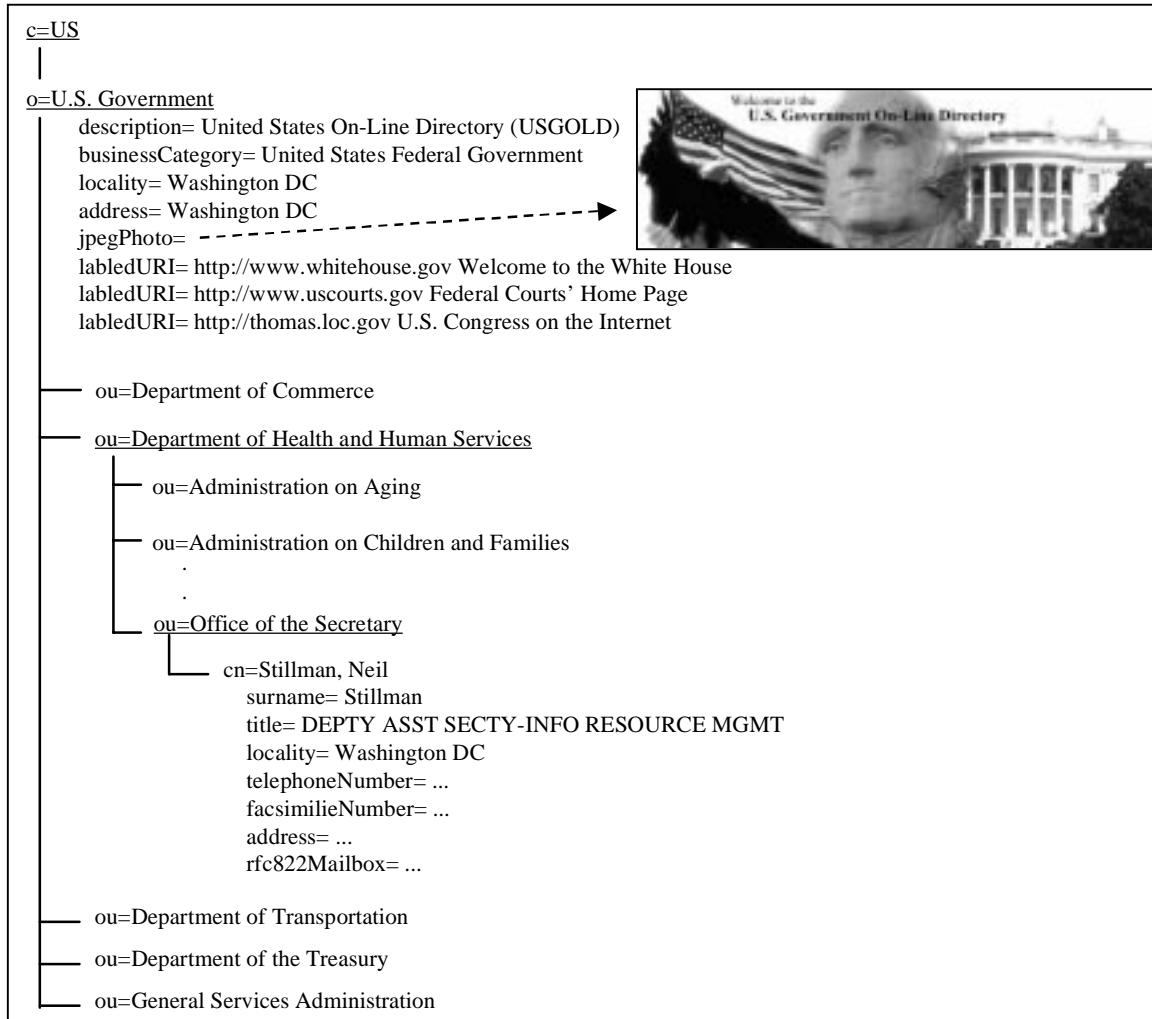 c=US
o=U.S. Government
description= United States On-Line Directory (USGOLD)
businessCategory= United States Federal Government
locality= Washington DC
address= Washington DC
jpegPhoto=
Welcome to the
U.S. Government On-Line Directory
labledURI= http://www.whitehouse.gov Welcome to the White House
labledURI= http://www.uscourts.gov Federal Courts’ Home Page
labledURI= http://thomas.loc.gov U.S. Congress on the Internet
ou=Department of Commerce
ou=Department of Health and Human Services
ou=Administration on Aging
ou=Administration on Children and Families
.
.
ou=Office of the Secretary
cn=Stillman, Neil
surname= Stillman
title= DEPTY ASST SECTY-INFO RESOURCE MGMT
locality= Washington DC
telephoneNumber= ...
facsimilieNumber= ...
address= ...
rfc822Mailbox= ...
ou=Department of Transportation
ou=Department of the Treasury
ou=General Services Administration